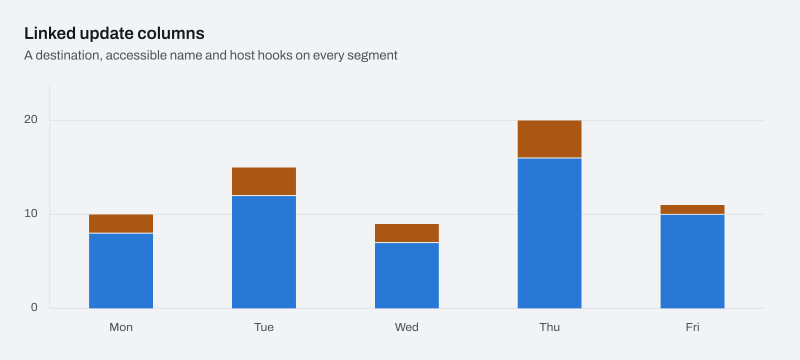 Linked update columns
A destination, accessible name and host hooks on every segment
20
10
0
Mon Tue Wed Thu Fri